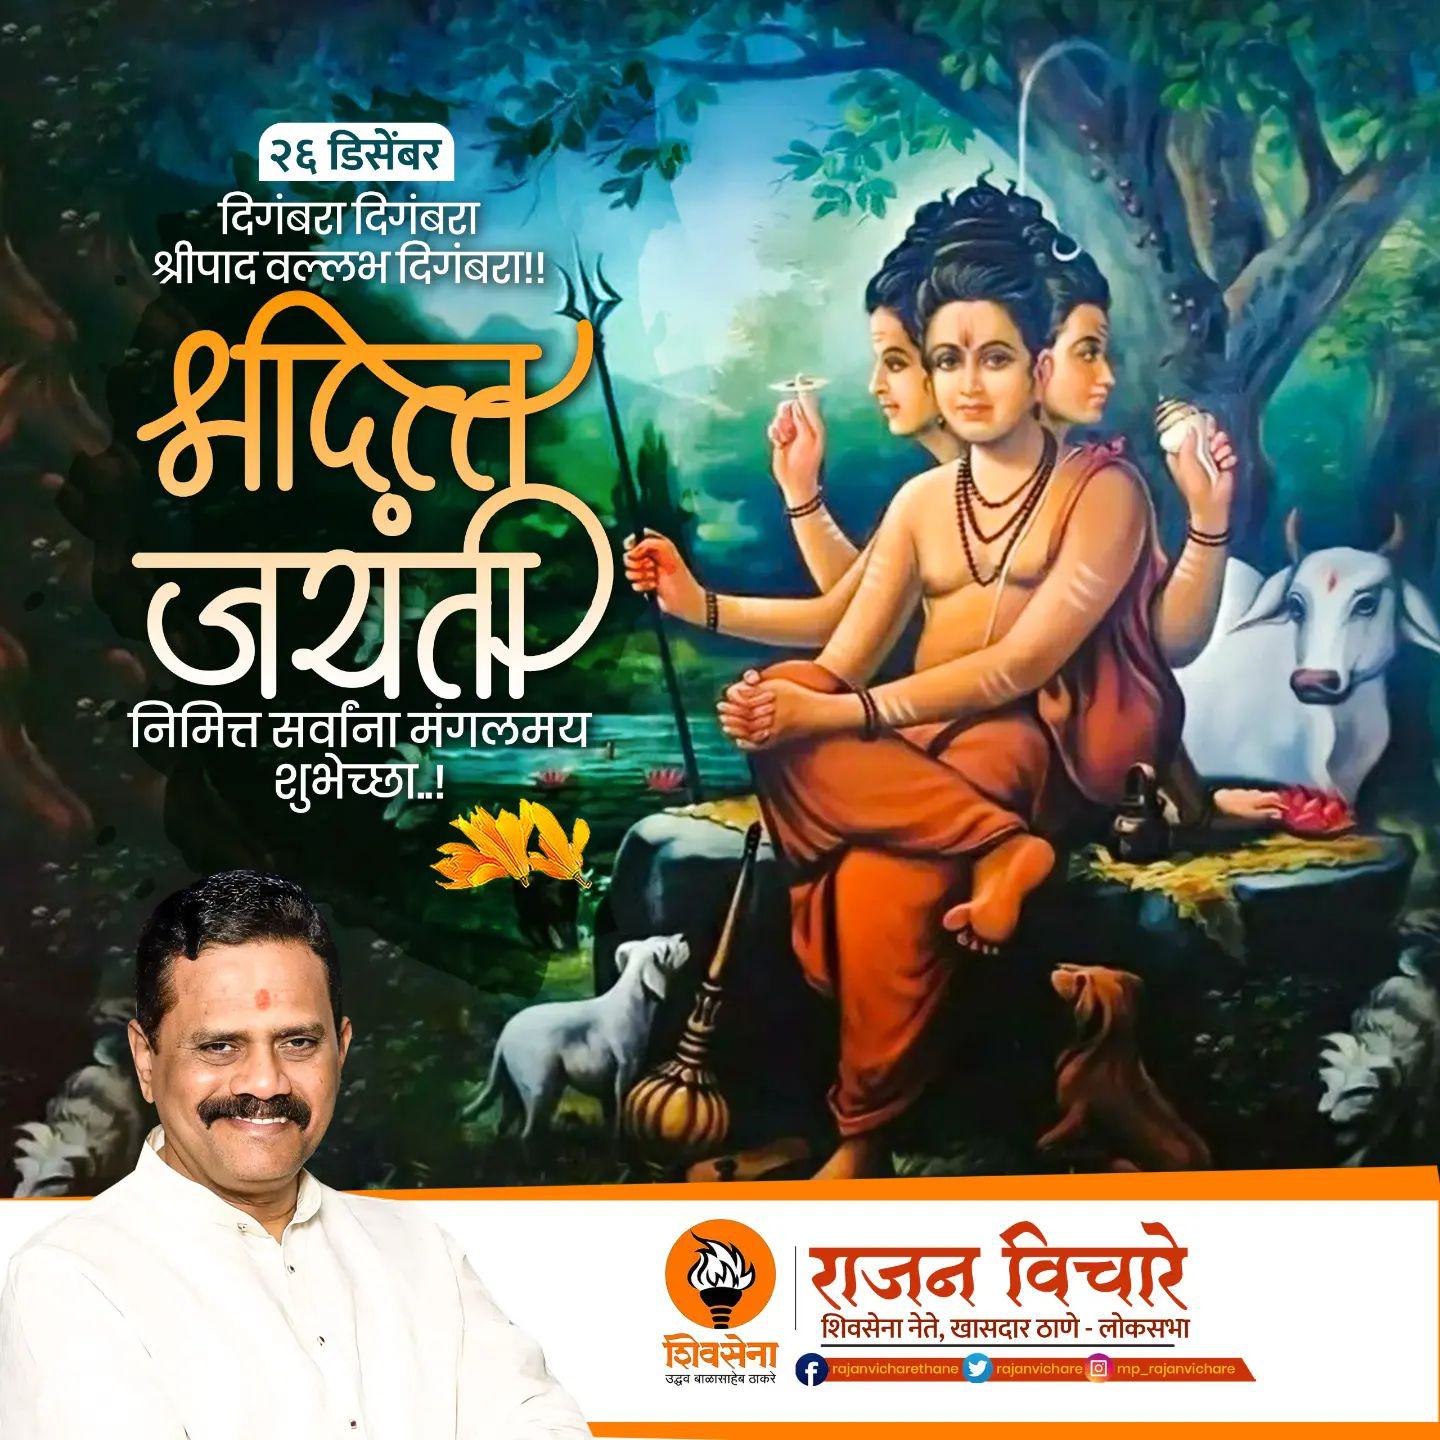 २६ डिसेंबर
दिगंबरा दिगंबरा
श्रीपाद वल्लभ दिगंबरा!!
श्रीदत्त
जयंती
निमित्त सर्वांना मंगलमय
शुभेच्छा..!
शिवसेना
उद्धव बाळासाहेब ठाकरे
राजन विचारे
शिवसेना नेते, खासदार ठाणे - लोकसभा
rajanvicharethane rajanvichare mp_rajanvichare